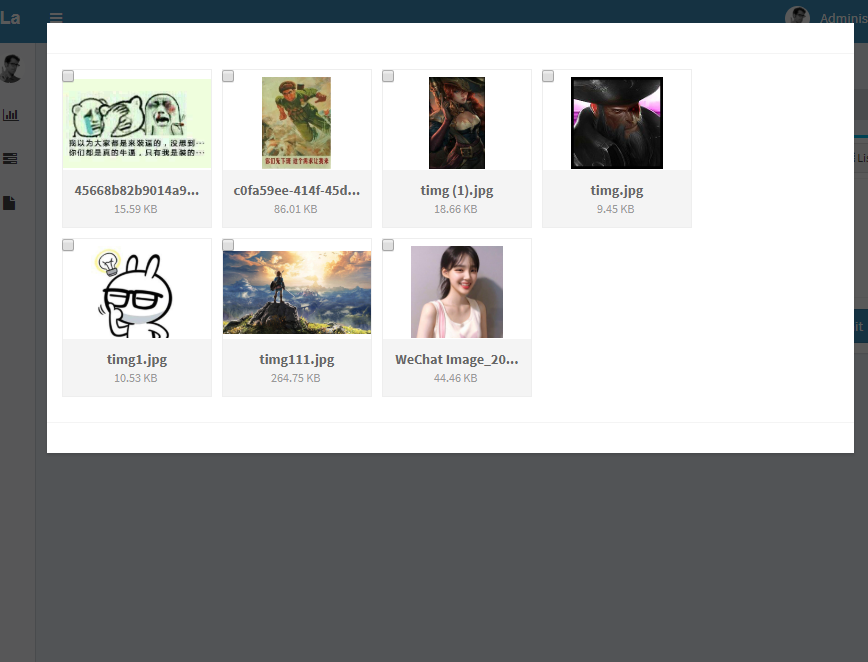 La
Adminis
我以为大家都是来装逼的，没想到…
你们都是真的牛逼，只有我是装的…
45668b82b9014a9...
15.59 KB
c0fa59ee-414f-45d...
86.01 KB
timg (1).jpg
18.66 KB
timg.jpg
9.45 KB
Lis
timg1.jpg
10.53 KB
timg111.jpg
264.75 KB
WeChat Image_20...
44.46 KB
it